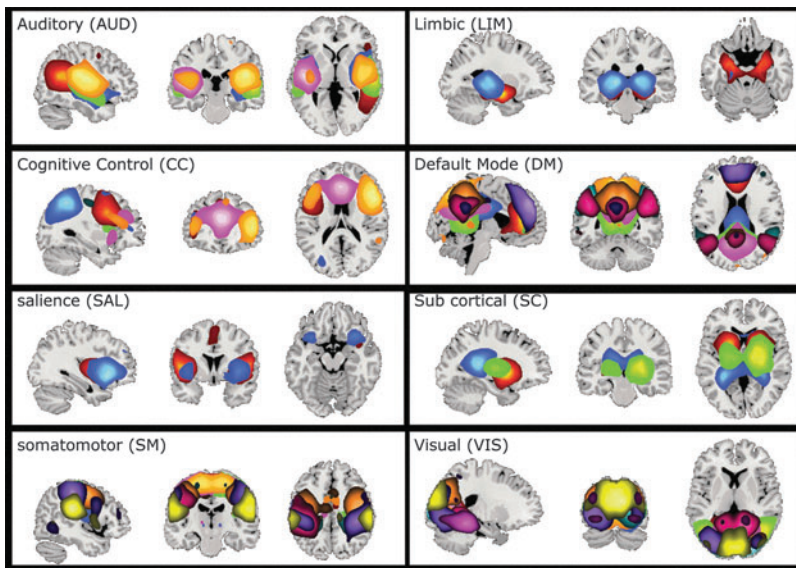 Auditory (AUD)
Limbic (LIM)
Cognitive Control (CC)
Default Mode (DM)
salience (SAL)
Sub cortical (SC)
somatomotor (SM)
Visual (VIS)